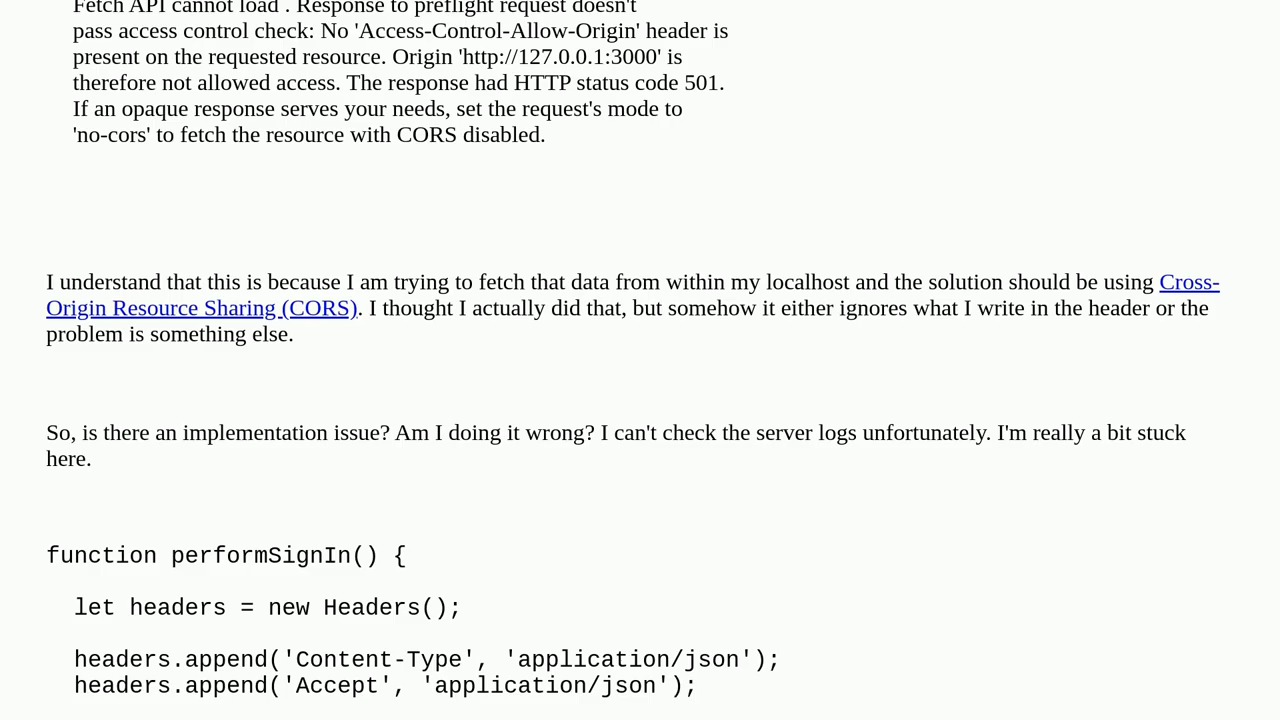 Fetch API cannot load . Response to preflight request doesn't
pass access control check: No 'Access-Control-Allow-Origin' header is
present on the requested resource. Origin 'http://127.0.0.1:3000' is
therefore not allowed access. The response had HTTP status code 501.
If an opaque response serves your needs, set the request's mode to
'no-cors' to fetch the resource with CORS disabled.
I understand that this is because I am trying to fetch that data from within my localhost and the solution should be using Cross-
Origin Resource Sharing (CORS). I thought I actually did that, but somehow it either ignores what I write in the header or the
problem is something else.
So, is there an implementation issue? Am I doing it wrong? I can't check the server logs unfortunately. I'm really a bit stuck
here.
function performSignIn() {
let headers = new Headers();
headers.append('Content-Type', 'application/json');
headers.append('Accept', 'application/json');